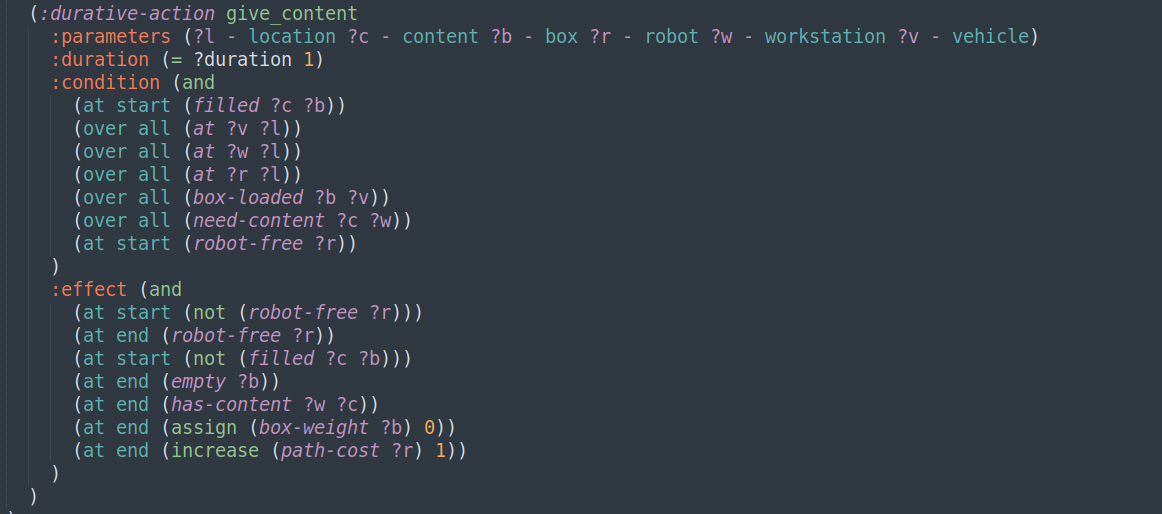 (:durative-action give_content
:parameters (?l - location ?c - content ?b - box ?r - robot ?w - workstation ?v - vehicle)
:duration (= ?duration 1)
:condition (and
(at start (filled ?c ?b))
(over all (at ?v ?l))
(over all (at ?w ?l))
(over all (at ?r ?l))
(over all (box-loaded ?b ?v))
(over all (need-content ?c ?w))
(at start (robot-free ?r))
)
:effect (and
(at start (not (robot-free ?r)))
(at end (robot-free ?r))
(at start (not (filled ?c ?b)))
(at end (empty ?b))
(at end (has-content ?w ?c))
(at end (assign (box-weight ?b) 0))
(at end (increase (path-cost ?r) 1))
)
)